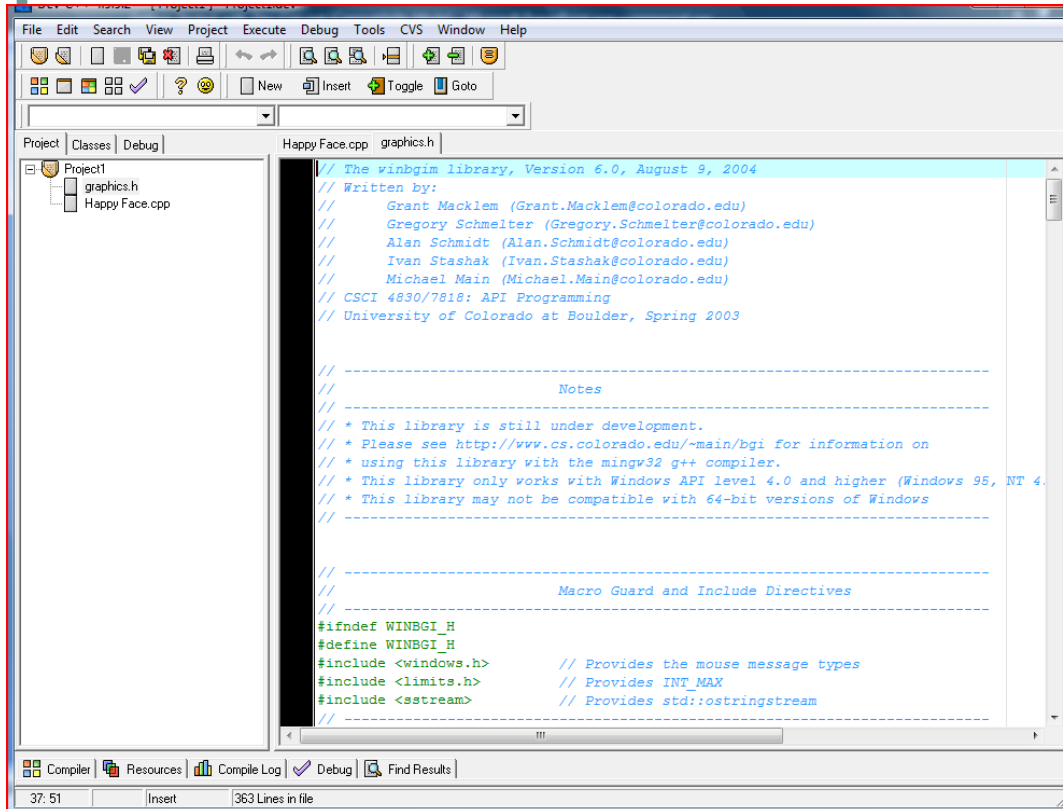 File Edit Search View Project Execute Debug Tools CVS Window Help
New Insert Toggle Goto
Project Classes Debug
Happy Face.cpp graphics.h
Project1
graphics.h
Happy Face.cpp
// The winbgim library, Version 6.0, August 9, 2004
// Written by:
// Grant Macklem (Grant.Macklem@colorado.edu)
// Gregory Schmelter (Gregory.Schmelter@colorado.edu)
// Alan Schmidt (Alan.Schmidt@colorado.edu)
// Ivan Stashak (Ivan.Stashak@colorado.edu)
// Michael Main (Michael.Main@colorado.edu)
// CSCI 4830/7818: API Programming
// University of Colorado at Boulder, Spring 2003
// ---------------------------------------------------------------------------
// Notes
// ---------------------------------------------------------------------------
// * This library is still under development.
// * Please see http://www.cs.colorado.edu/~main/bgi for information on
// * using this library with the mingw32 g++ compiler.
// * This library only works with Windows API level 4.0 and higher (Windows 95, NT 4.
// * This library may not be compatible with 64-bit versions of Windows
// ---------------------------------------------------------------------------
// ---------------------------------------------------------------------------
// Macro Guard and Include Directives
// ---------------------------------------------------------------------------
#ifndef WINBGI_H
#define WINBGI_H
#include <windows.h> // Provides the mouse message types
#include <limits.h> // Provides INT_MAX
#include <sstream> // Provides std::ostringstream
// ---------------------------------------------------------------------------
Compiler Resources Compile Log Debug Find Results
37: 51 Insert 363 Lines in file